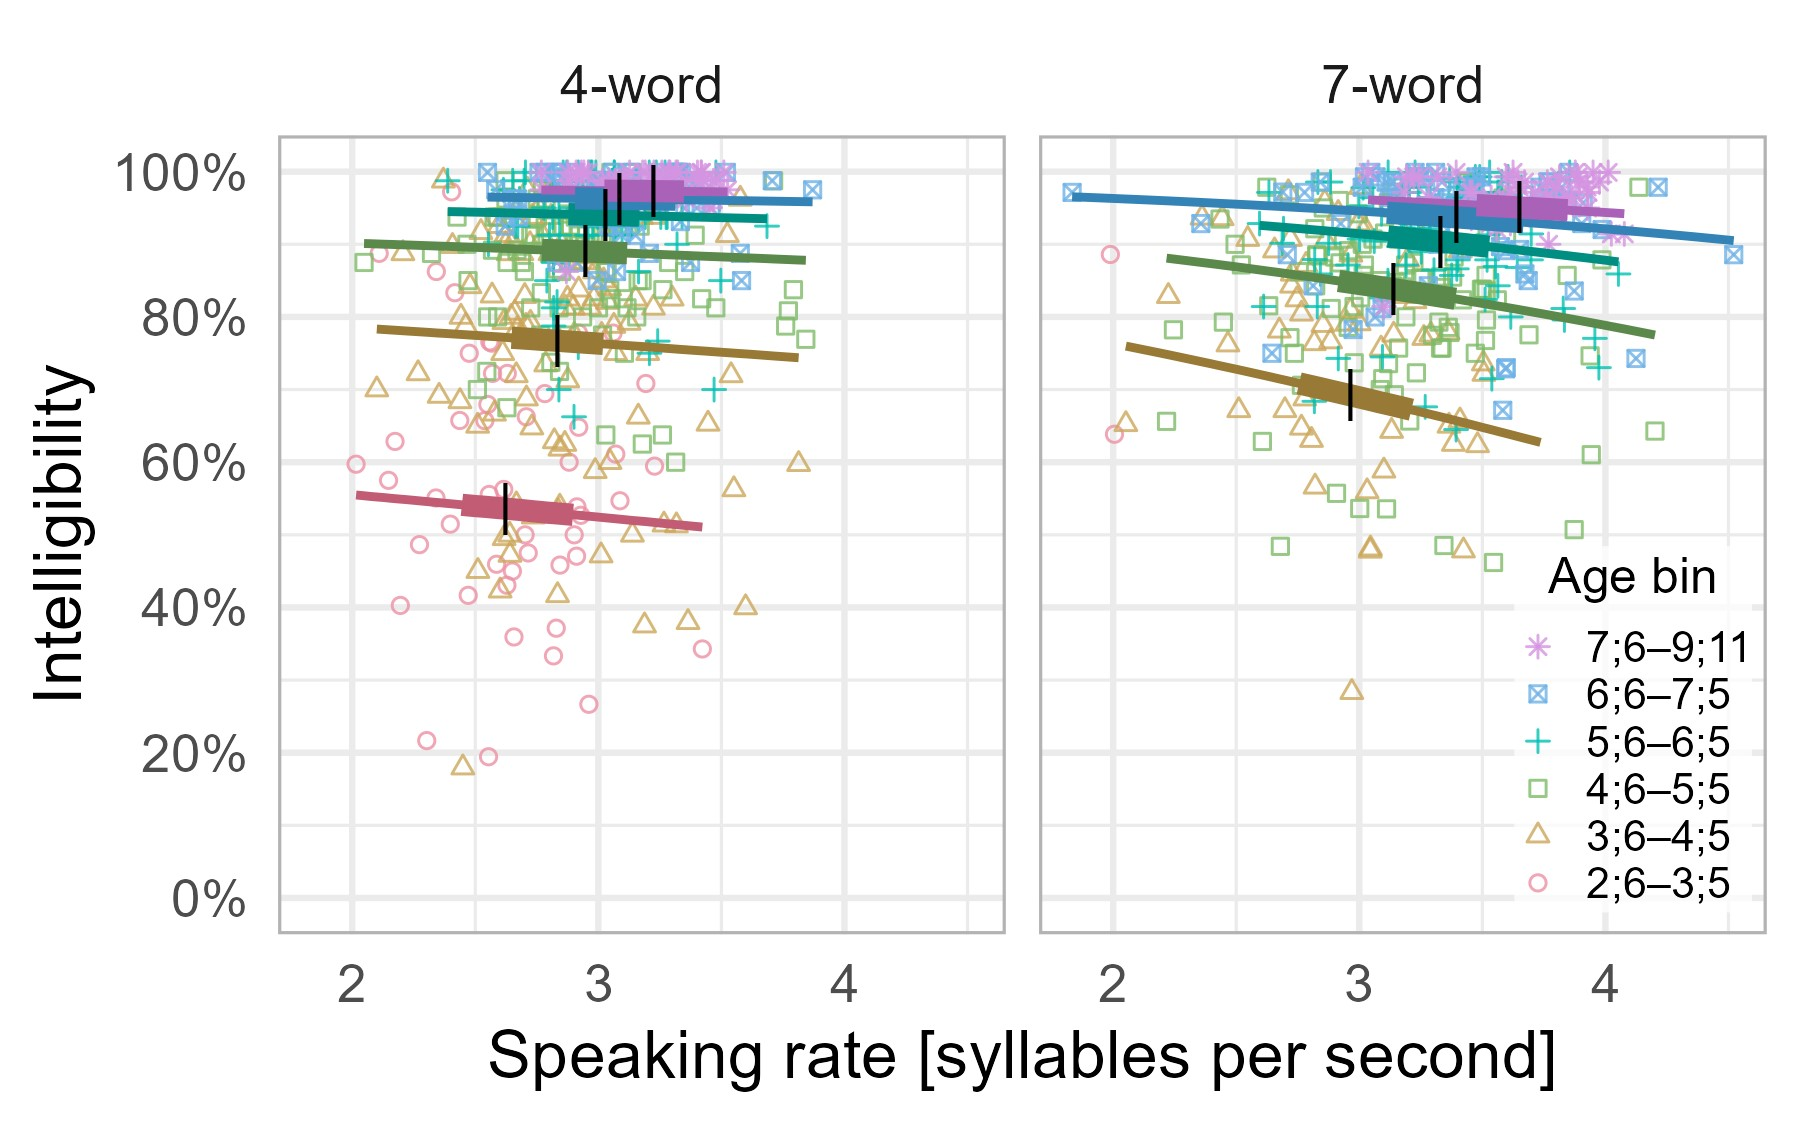 4-word
7-word
Intelligibility
100%
80%
60%
40%
20%
0%
Age bin
7;6–9;11
6;6–7;5
5;6–6;5
4;6–5;5
3;6–4;5
2;6–3;5
2 3 4
2 3 4
Speaking rate [syllables per second]